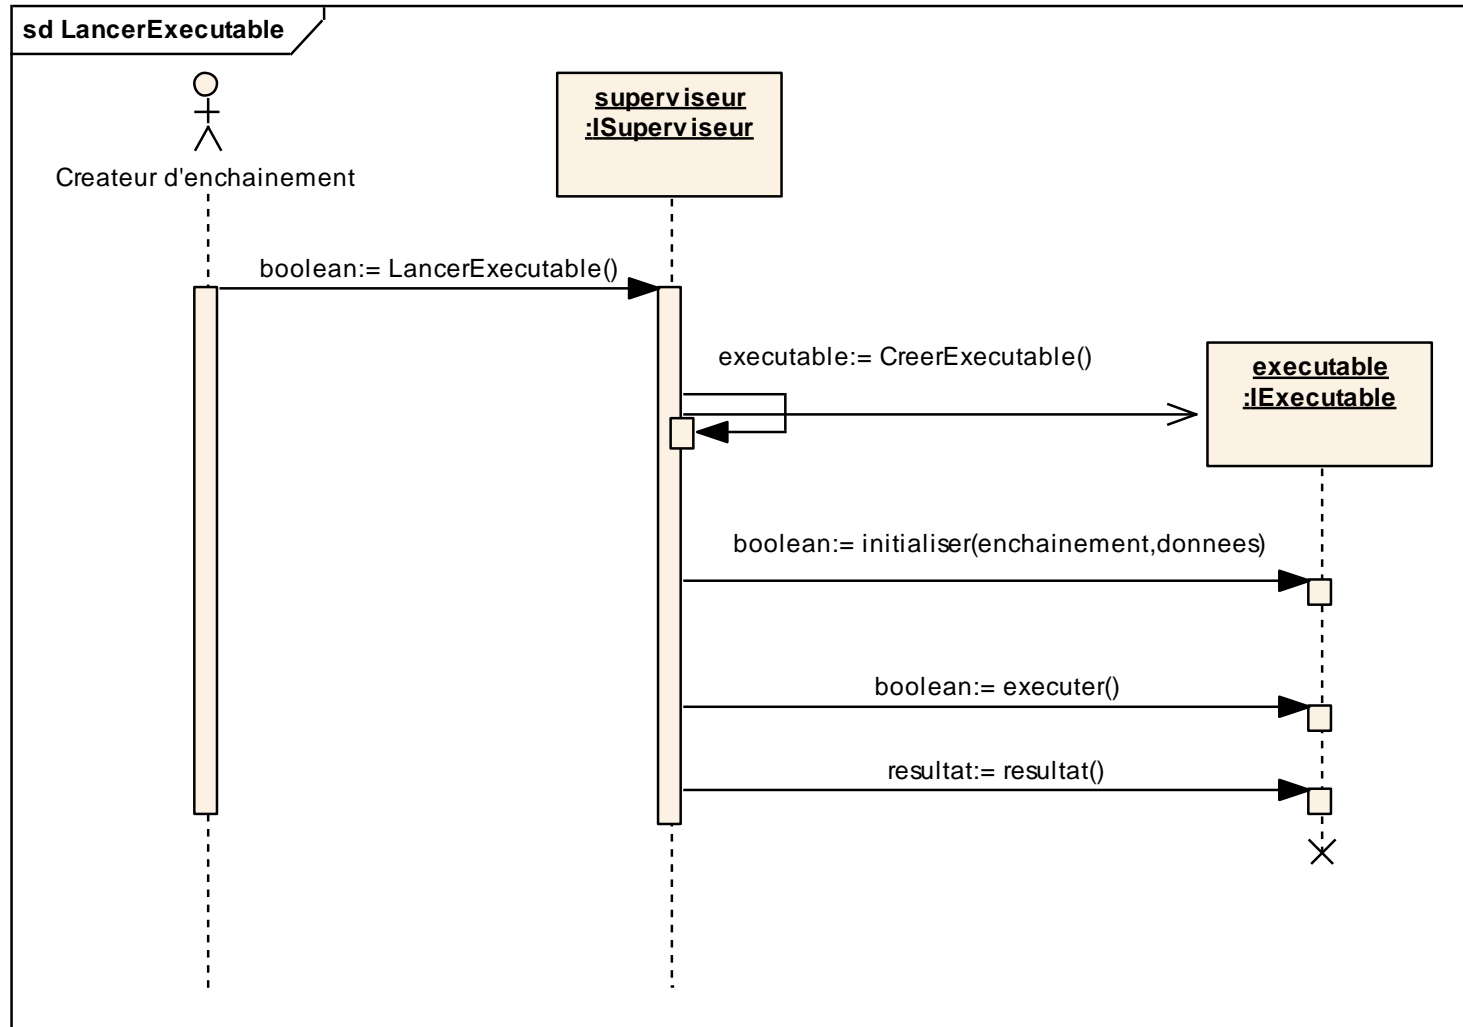 sd LancerExecutable
superviseur
:ISuperviseur
Createur d'enchainement
boolean:= LancerExecutable()
executable:= CreerExecutable()
executable
:IExecutable
boolean:= initialiser(enchainement,donnees)
boolean:= executer()
resultat:= resultat()